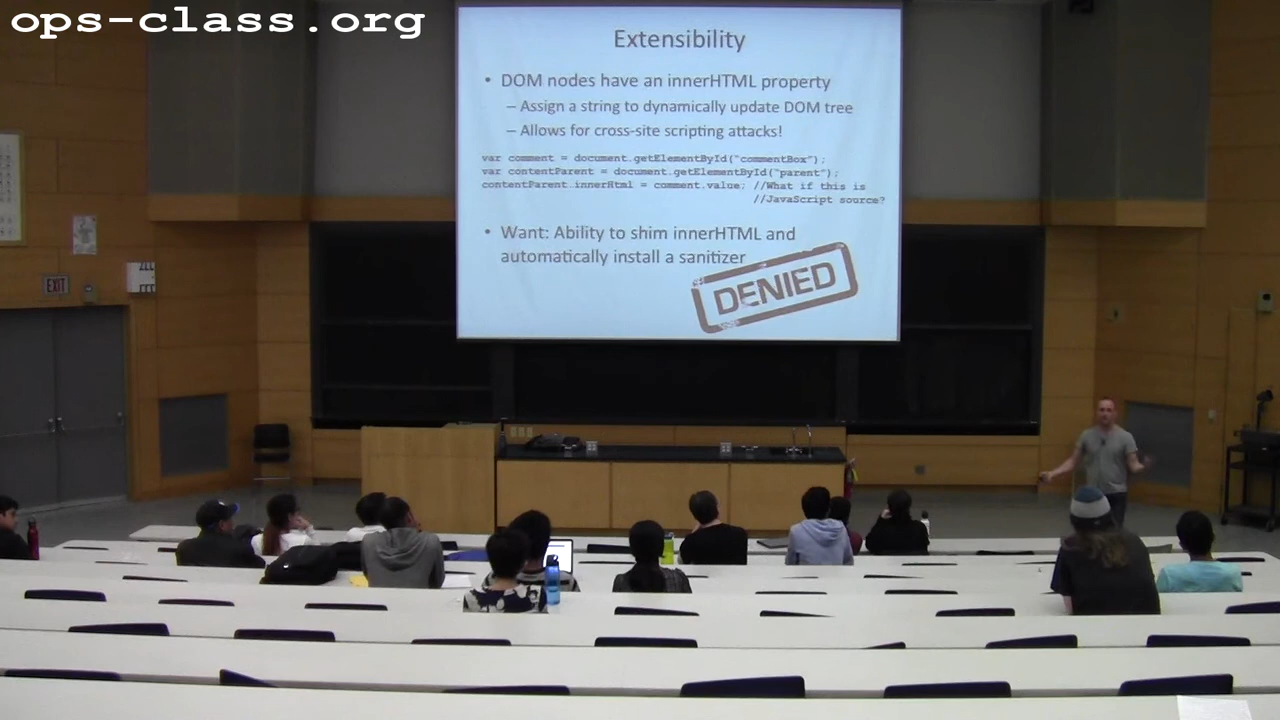 ops-class.org
Extensibility
• DOM nodes have an innerHTML property
– Assign a string to dynamically update DOM tree
– Allows for cross-site scripting attacks!
var comment = document.getElementById("commentBox");
var contentParent = document.getElementById("parent");
contentParent.innerHtml = comment.value; //What if this is
//JavaScript source?
• Want: Ability to shim innerHTML and
automatically install a sanitizer
DENIED
EXIT